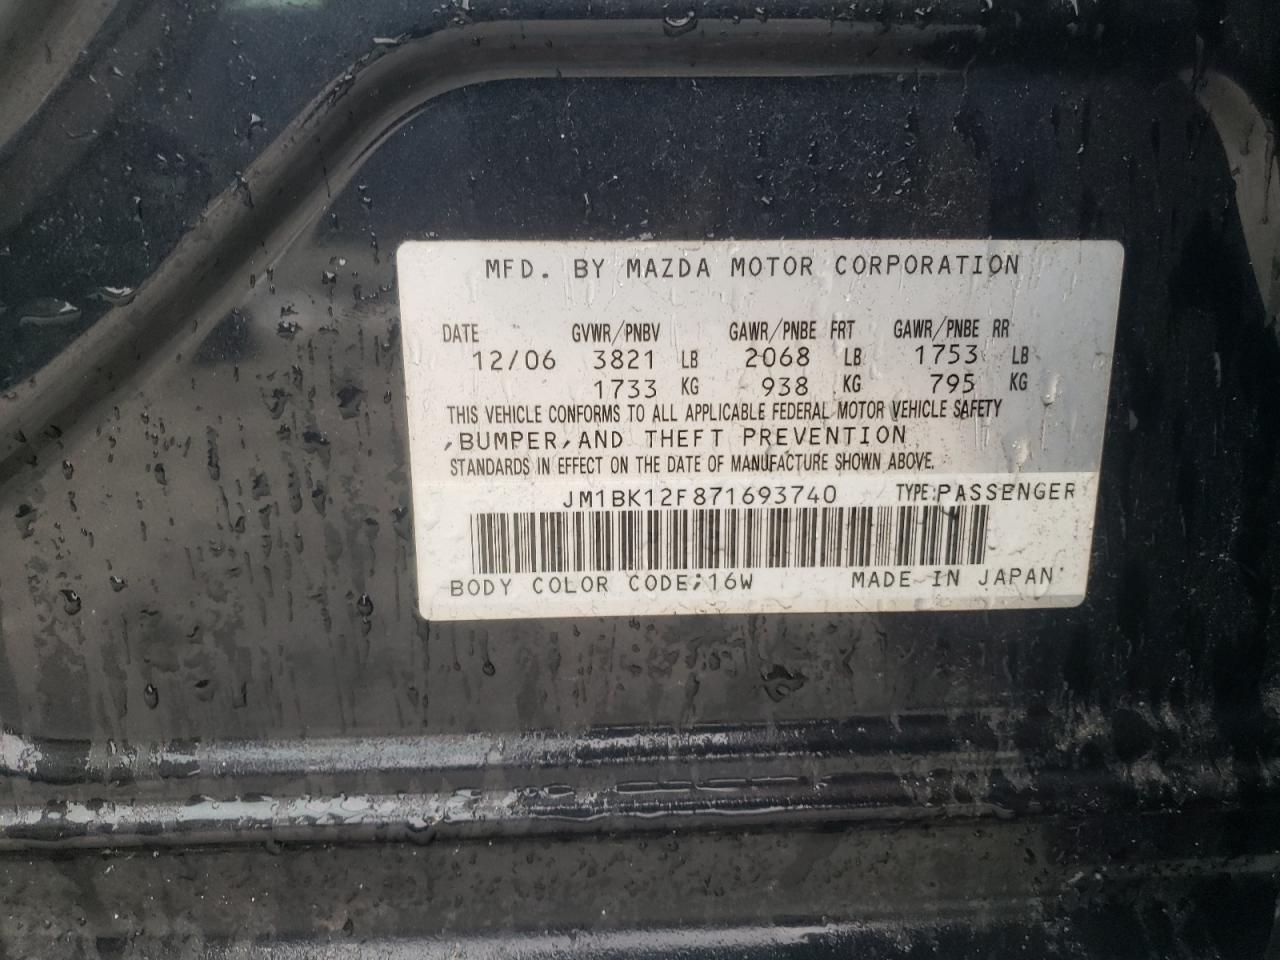 MFD. BY MAZDA MOTOR CORPORATION
DATE GVWR/PNBV GAWR/PNBE FRT GAWR/PNBE RR
12/06 3821 LB 2068 LB 1753 LB
1733 KG 938 KG 795 KG
THIS VEHICLE CONFORMS TO ALL APPLICABLE FEDERAL MOTOR VEHICLE SAFETY
,BUMPER,AND THEFT PREVENTION
STANDARDS IN EFFECT ON THE DATE OF MANUFACTURE SHOWN ABOVE.
JM1BK12F871693740 TYPE:PASSENGER
BODY COLOR CODE;16W MADE IN JAPAN